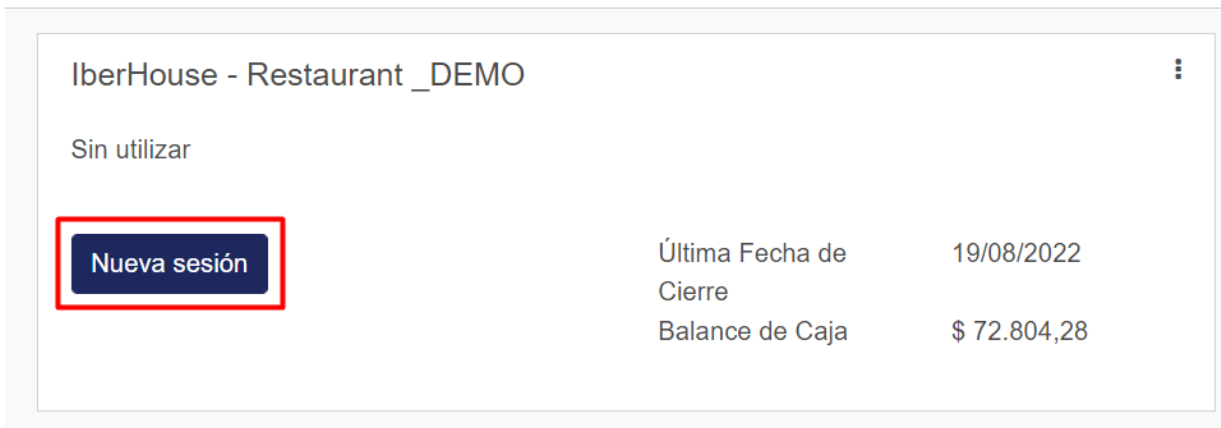 IberHouse - Restaurant _DEMO
Sin utilizar
Nueva sesión
Última Fecha de 19/08/2022
Cierre
Balance de Caja $ 72.804,28